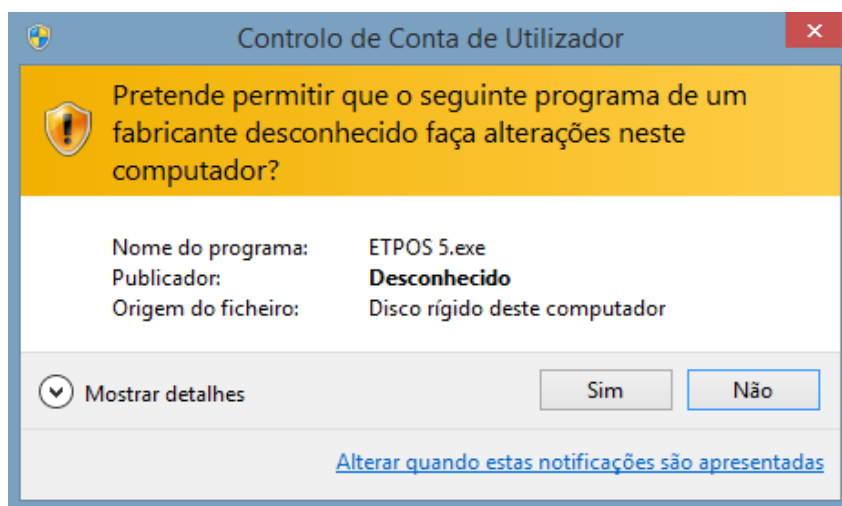 Controlo de Conta de Utilizador
Pretende permitir que o seguinte programa de um
fabricante desconhecido faça alterações neste
computador?
Nome do programa: ETPOS 5.exe
Publicador: Desconhecido
Origem do ficheiro: Disco rígido deste computador
Mostrar detalhes Sim Não
Alterar quando estas notificações são apresentadas